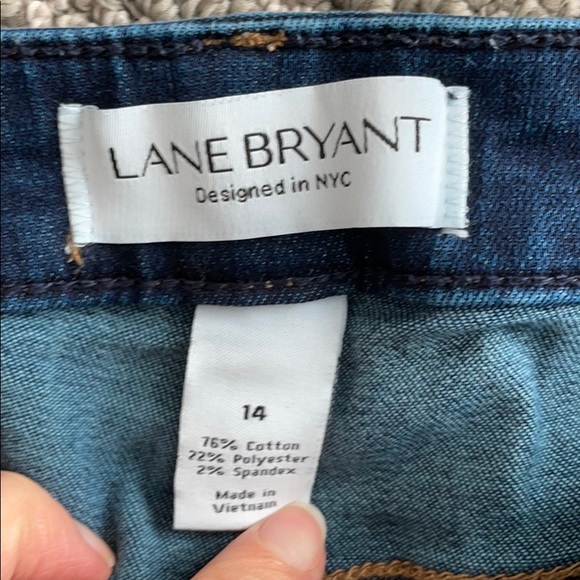 LANE BRYANT
Designed in NYC
14
76% Cotton
22% Polyester
2% Spandex
Made in
Vietnam